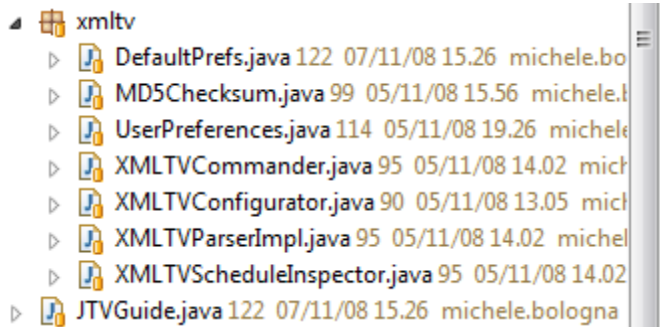 xmltv
DefaultPrefs.java 122 07/11/08 15.26 michele.bo
MD5Checksum.java 99 05/11/08 15.56 michele.
UserPreferences.java 114 05/11/08 19.26 michele
XMLTVCommander.java 95 05/11/08 14.02 mich
XMLTVConfigurator.java 90 05/11/08 13.05 mich
XMLTVParserImpl.java 95 05/11/08 14.02 michel
XMLTVScheduleInspector.java 95 05/11/08 14.02
JTVGuide.java 122 07/11/08 15.26 michele.bologna